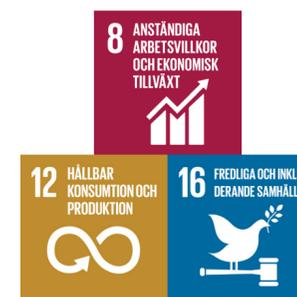 8 ANSTÄNDIGA
ARBETSVILLKOR
OCH EKONOMISK
TILLVÄXT
12 HÅLLBAR
KONSUMTION OCH
PRODUKTION
16 FREDLIGA OCH INKL
DERANDE SAMHÄLL